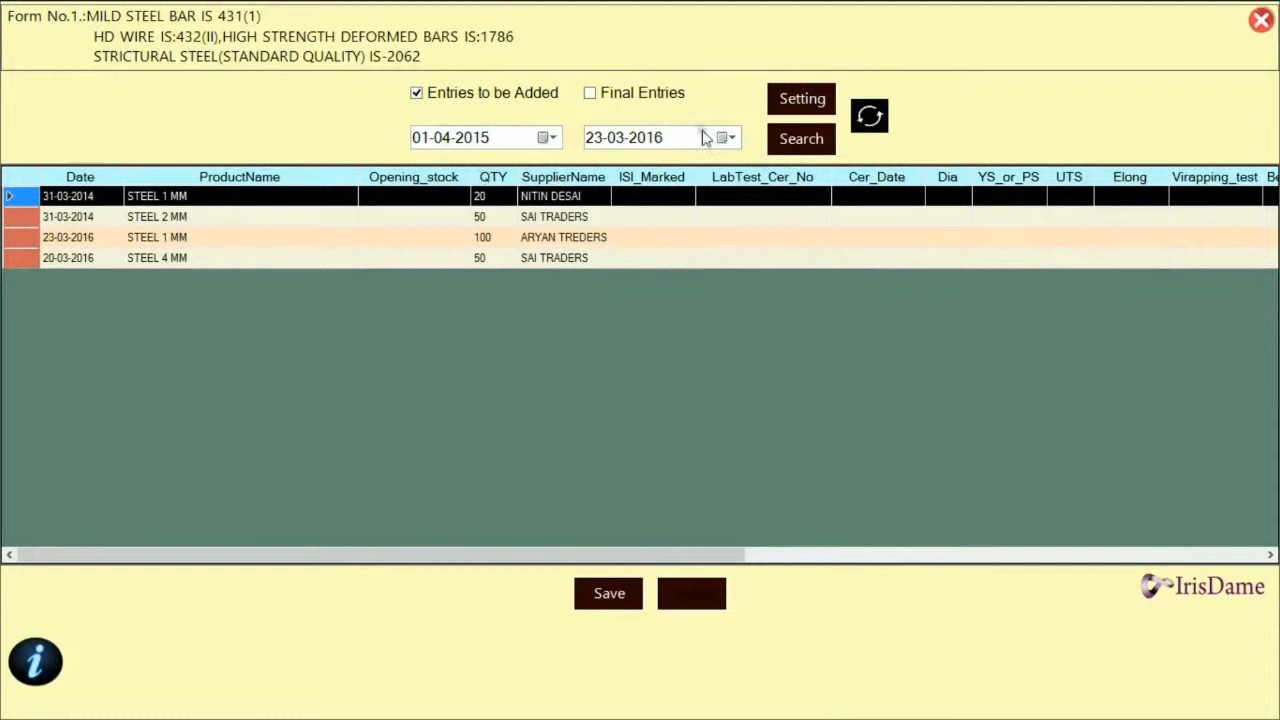 Form No.1.:MILD STEEL BAR IS 431(1)
HD WIRE IS:432(II),HIGH STRENGTH DEFORMED BARS IS:1786
STRICTURAL STEEL(STANDARD QUALITY) IS-2062
Entries to be Added Final Entries Setting
01-04-2015 23-03-2016 Search
Date ProductName Opening_stock QTY SupplierName ISI_Marked LabTest_Cer_No Cer_Date Dia YS_or_PS UTS Elong Virapping_test Be
31-03-2014 STEEL 1 MM 20 NITIN DESAI
31-03-2014 STEEL 2 MM 50 SAI TRADERS
23-03-2016 STEEL 1 MM 100 ARYAN TREDERS
20-03-2016 STEEL 4 MM 50 SAI TRADERS
Save
IrisDame
i